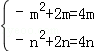 - m²+2m=4m
- n²+2n=4n